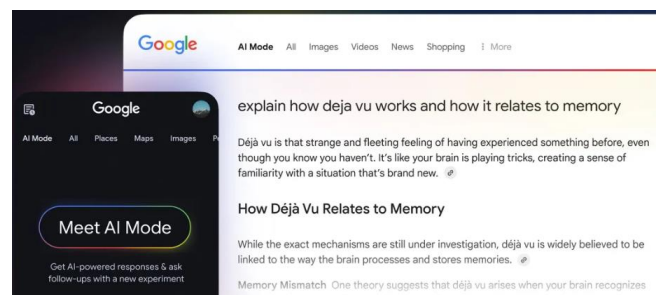 Google
AI Mode All Images Videos News Shopping More
explain how deja vu works and how it relates to memory
Déjà vu is that strange and fleeting feeling of having experienced something before, even
though you know you haven't. It's like your brain is playing tricks, creating a sense of
familiarity with a situation that's brand new.
How Déjà Vu Relates to Memory
While the exact mechanisms are still under investigation, déjà vu is widely believed to be
linked to the way the brain processes and stores memories.
Memory Mismatch One theory suggests that déjà vu arises when your brain recognizes
Google
AI Mode All Places Maps Images
Meet AI Mode
Get AI-powered responses & ask
follow-ups with a new experiment